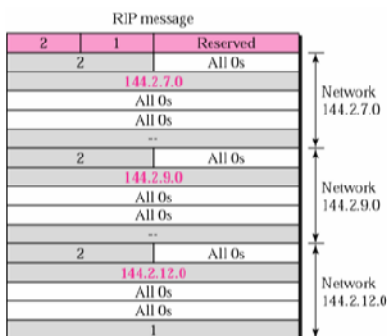 RIP message
2 1 Reserved
2 All 0s
144.2.7.0
All 0s
All 0s
--
Network
144.2.7.0
2 All 0s
144.2.9.0
All 0s
All 0s
--
Network
144.2.9.0
2 All 0s
144.2.12.0
All 0s
All 0s
1
Network
144.2.12.0